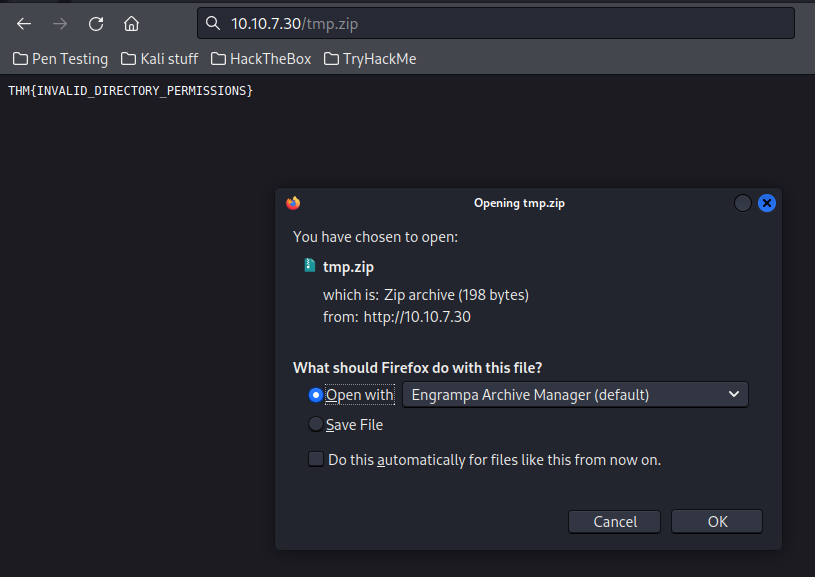 10.10.7.30/tmp.zip
Pen Testing Kali stuff HackTheBox TryHackMe
THM{INVALID_DIRECTORY_PERMISSIONS}
Opening tmp.zip
You have chosen to open:
tmp.zip
which is: Zip archive (198 bytes)
from: http://10.10.7.30
What should Firefox do with this file?
Open with Engrampa Archive Manager (default)
Save File
Do this automatically for files like this from now on.
Cancel OK